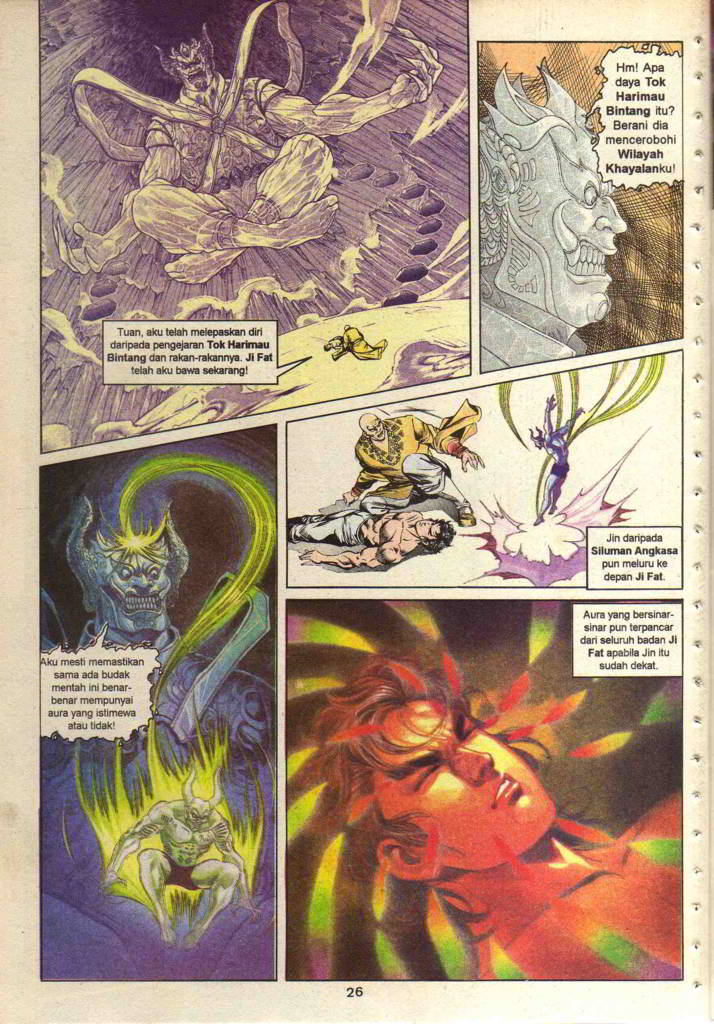 Tuan, aku telah melepaskan diri
daripada pengejaran Tok Harimau
Bintang dan rakan-rakannya. Ji Fat
telah aku bawa sekarang!
Hm! Apa
daya Tok
Harimau
Bintang itu?
Berani dia
mencerobohi
Wilayah
Khayalanku!
Jin daripada
Siluman Angkasa
pun meluru ke
depan Ji Fat.
Aku mesti memastikan
sama ada budak
mentah ini benar-
benar mempunyai
aura yang istimewa
atau tidak!
Aura yang bersinar-
sinar pun terpancar
dari seluruh badan Ji
Fat apabila Jin itu
sudah dekat.
26